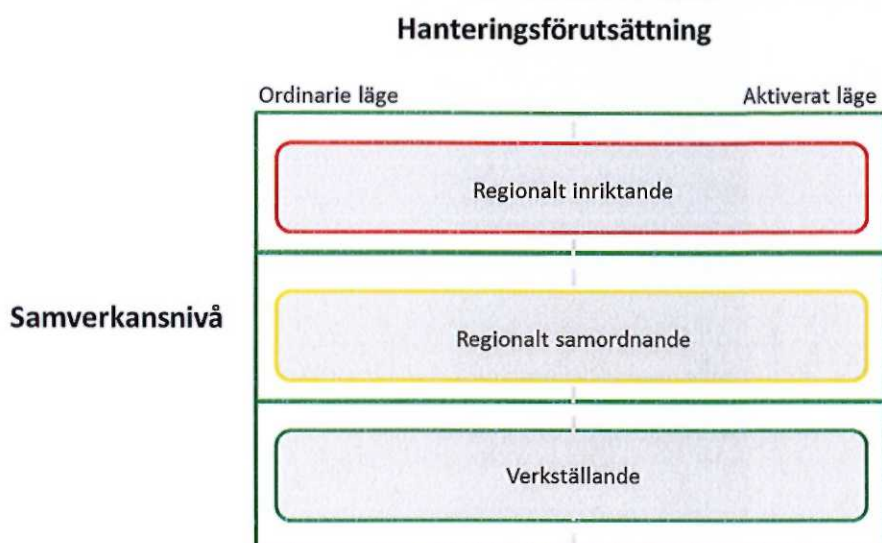 Hanteringsförutsättning
Ordinarie läge Aktiverat läge
Regionalt inriktande
Samverkansnivå
Regionalt samordnande
Verkställande